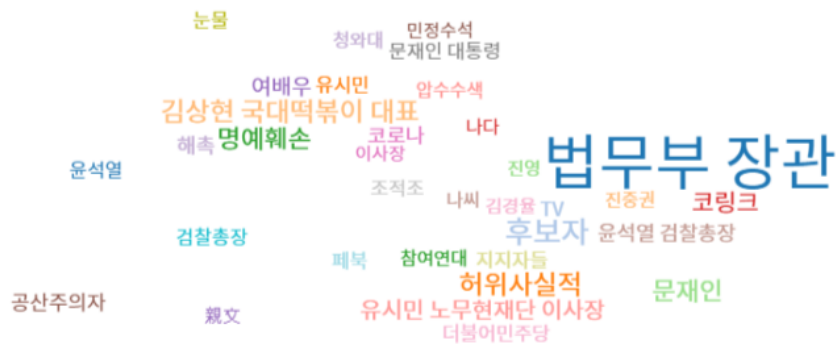 눈물
민정수석
청와대
문재인 대통령
여배우 유시민
압수수색
김상현 국대떡볶이 대표
나다
코로나
해촉 명예훼손
이사장
법무부 장관
진영
윤석열
조적조
나씨
진중권
코링크
김경율 TV
후보자
윤석열 검찰총장
검찰총장
페북
참여연대
지지자들
허위사실적
문재인
공산주의자
유시민 노무현재단 이사장
親文
더불어민주당